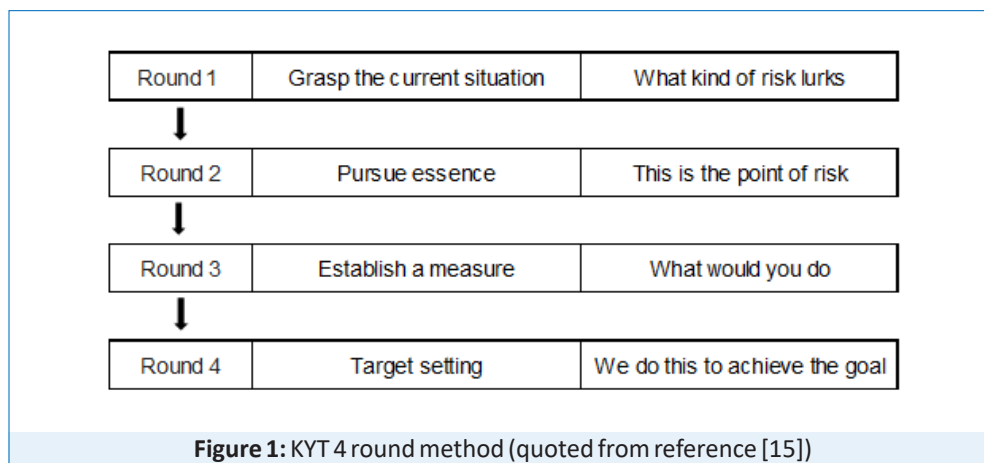 Round 1 Grasp the current situation What kind of risk lurks
Round 2 Pursue essence This is the point of risk
Round 3 Establish a measure What would you do
Round 4 Target setting We do this to achieve the goal
Figure 1: KYT 4 round method (quoted from reference [15])